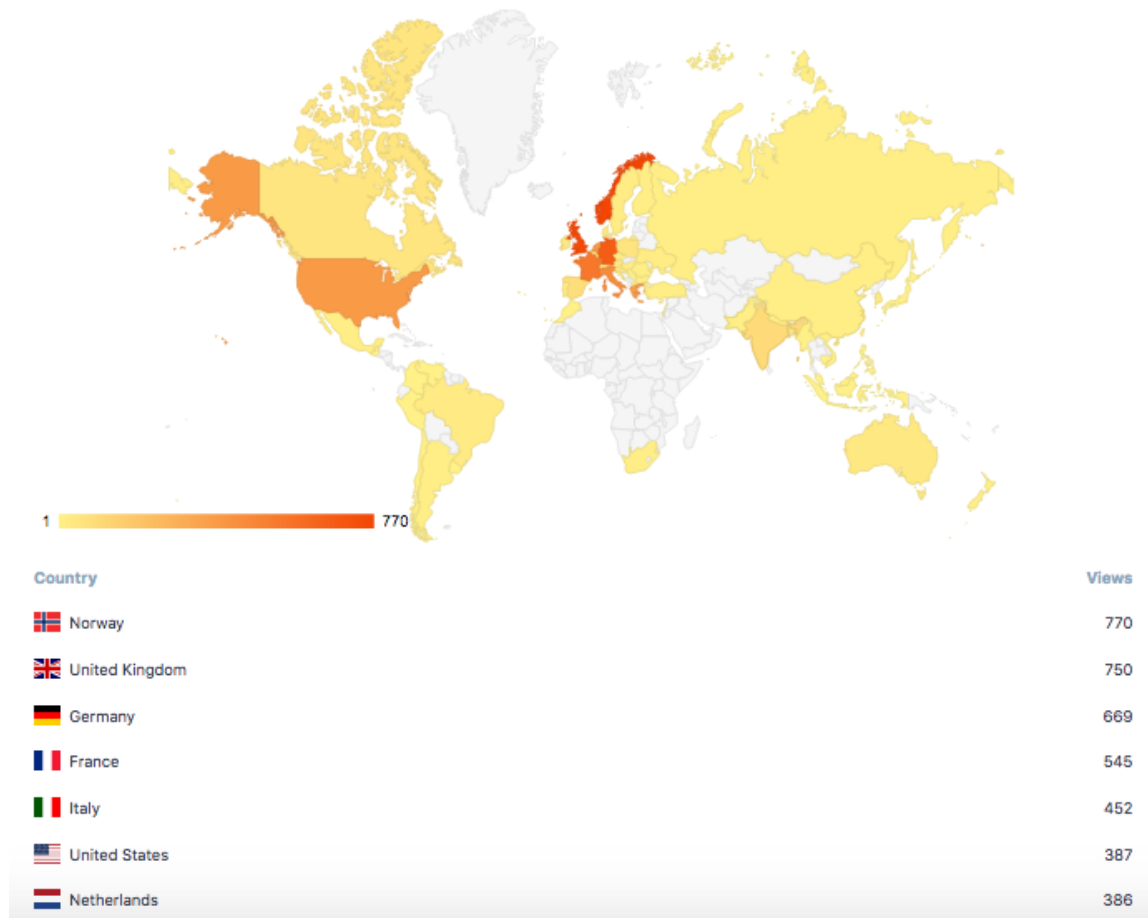 1 770
Country Views
Norway 770
United Kingdom 750
Germany 669
France 545
Italy 452
United States 387
Netherlands 386